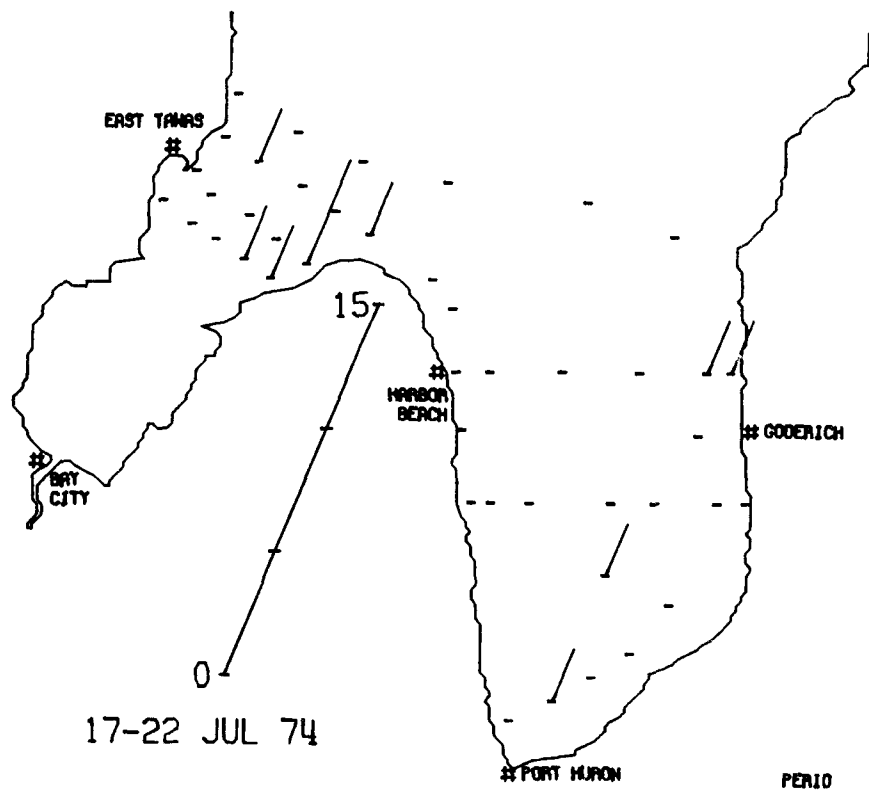 EAST TAWAS
#
15
#
HARBOR
BEACH
# GODERICH
#
BAY
CITY
0
17-22 JUL 74
# PORT HURON
PERIO